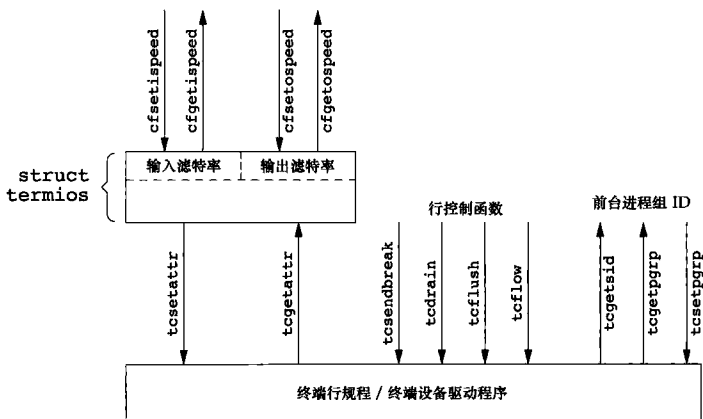 cfsetispeed
cfgetispeed
cfsetospeed
cfgetospeed
struct
termios
输入滤特率
输出滤特率
行控制函数
前台进程组 ID
tcsetattr
tcgetattr
tcsendbreak
tcdrain
tcflush
tcflow
tcgetsid
tcgetpgrp
tcsetpgrp
终端行规程 / 终端设备驱动程序